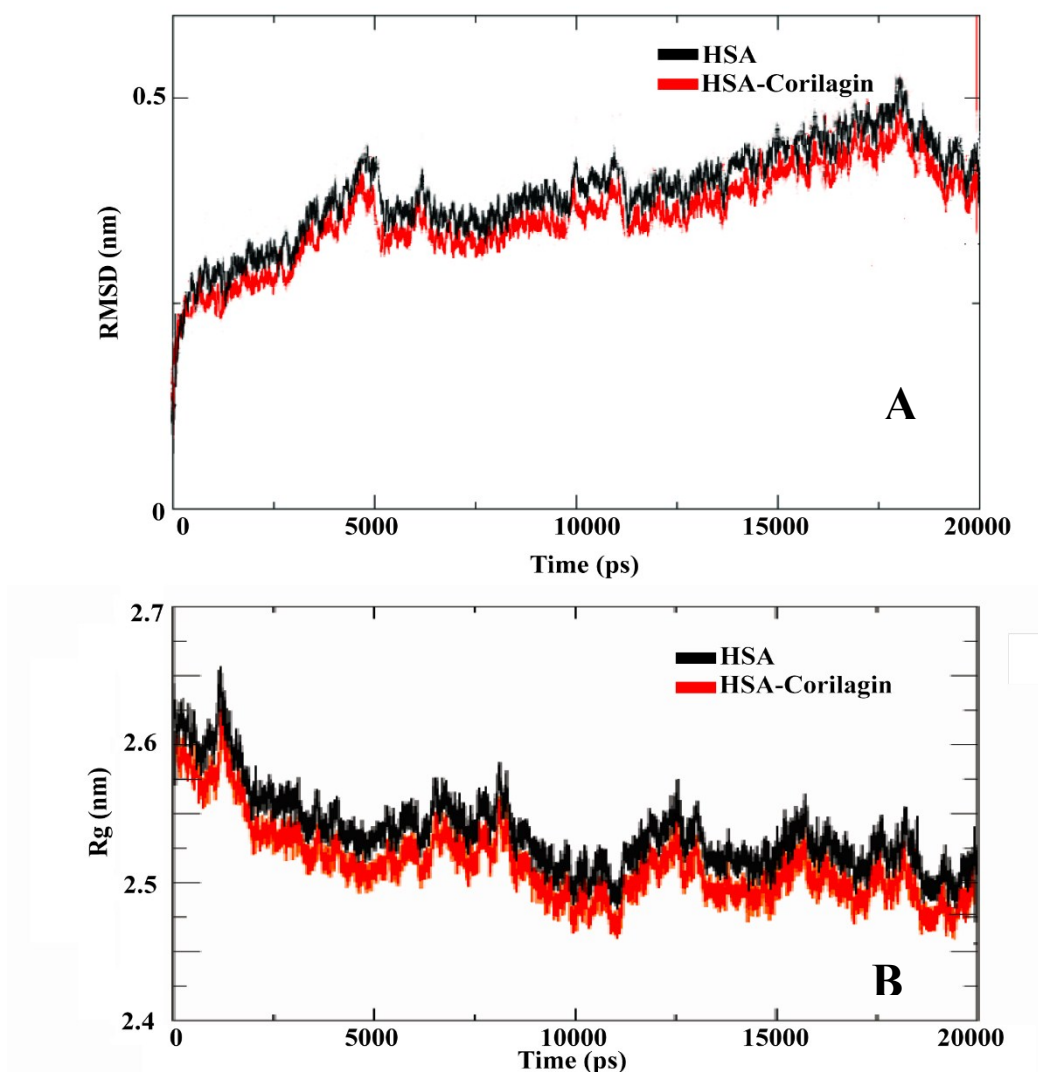 HSA
HSA-Corilagin
0.5
RMSD (nm)
A
0
0 5000 10000 15000 20000
Time (ps)
2.7
HSA
HSA-Corilagin
2.6
Rg (nm)
2.5
B
2.4
0 5000 10000 15000 20000
Time (ps)